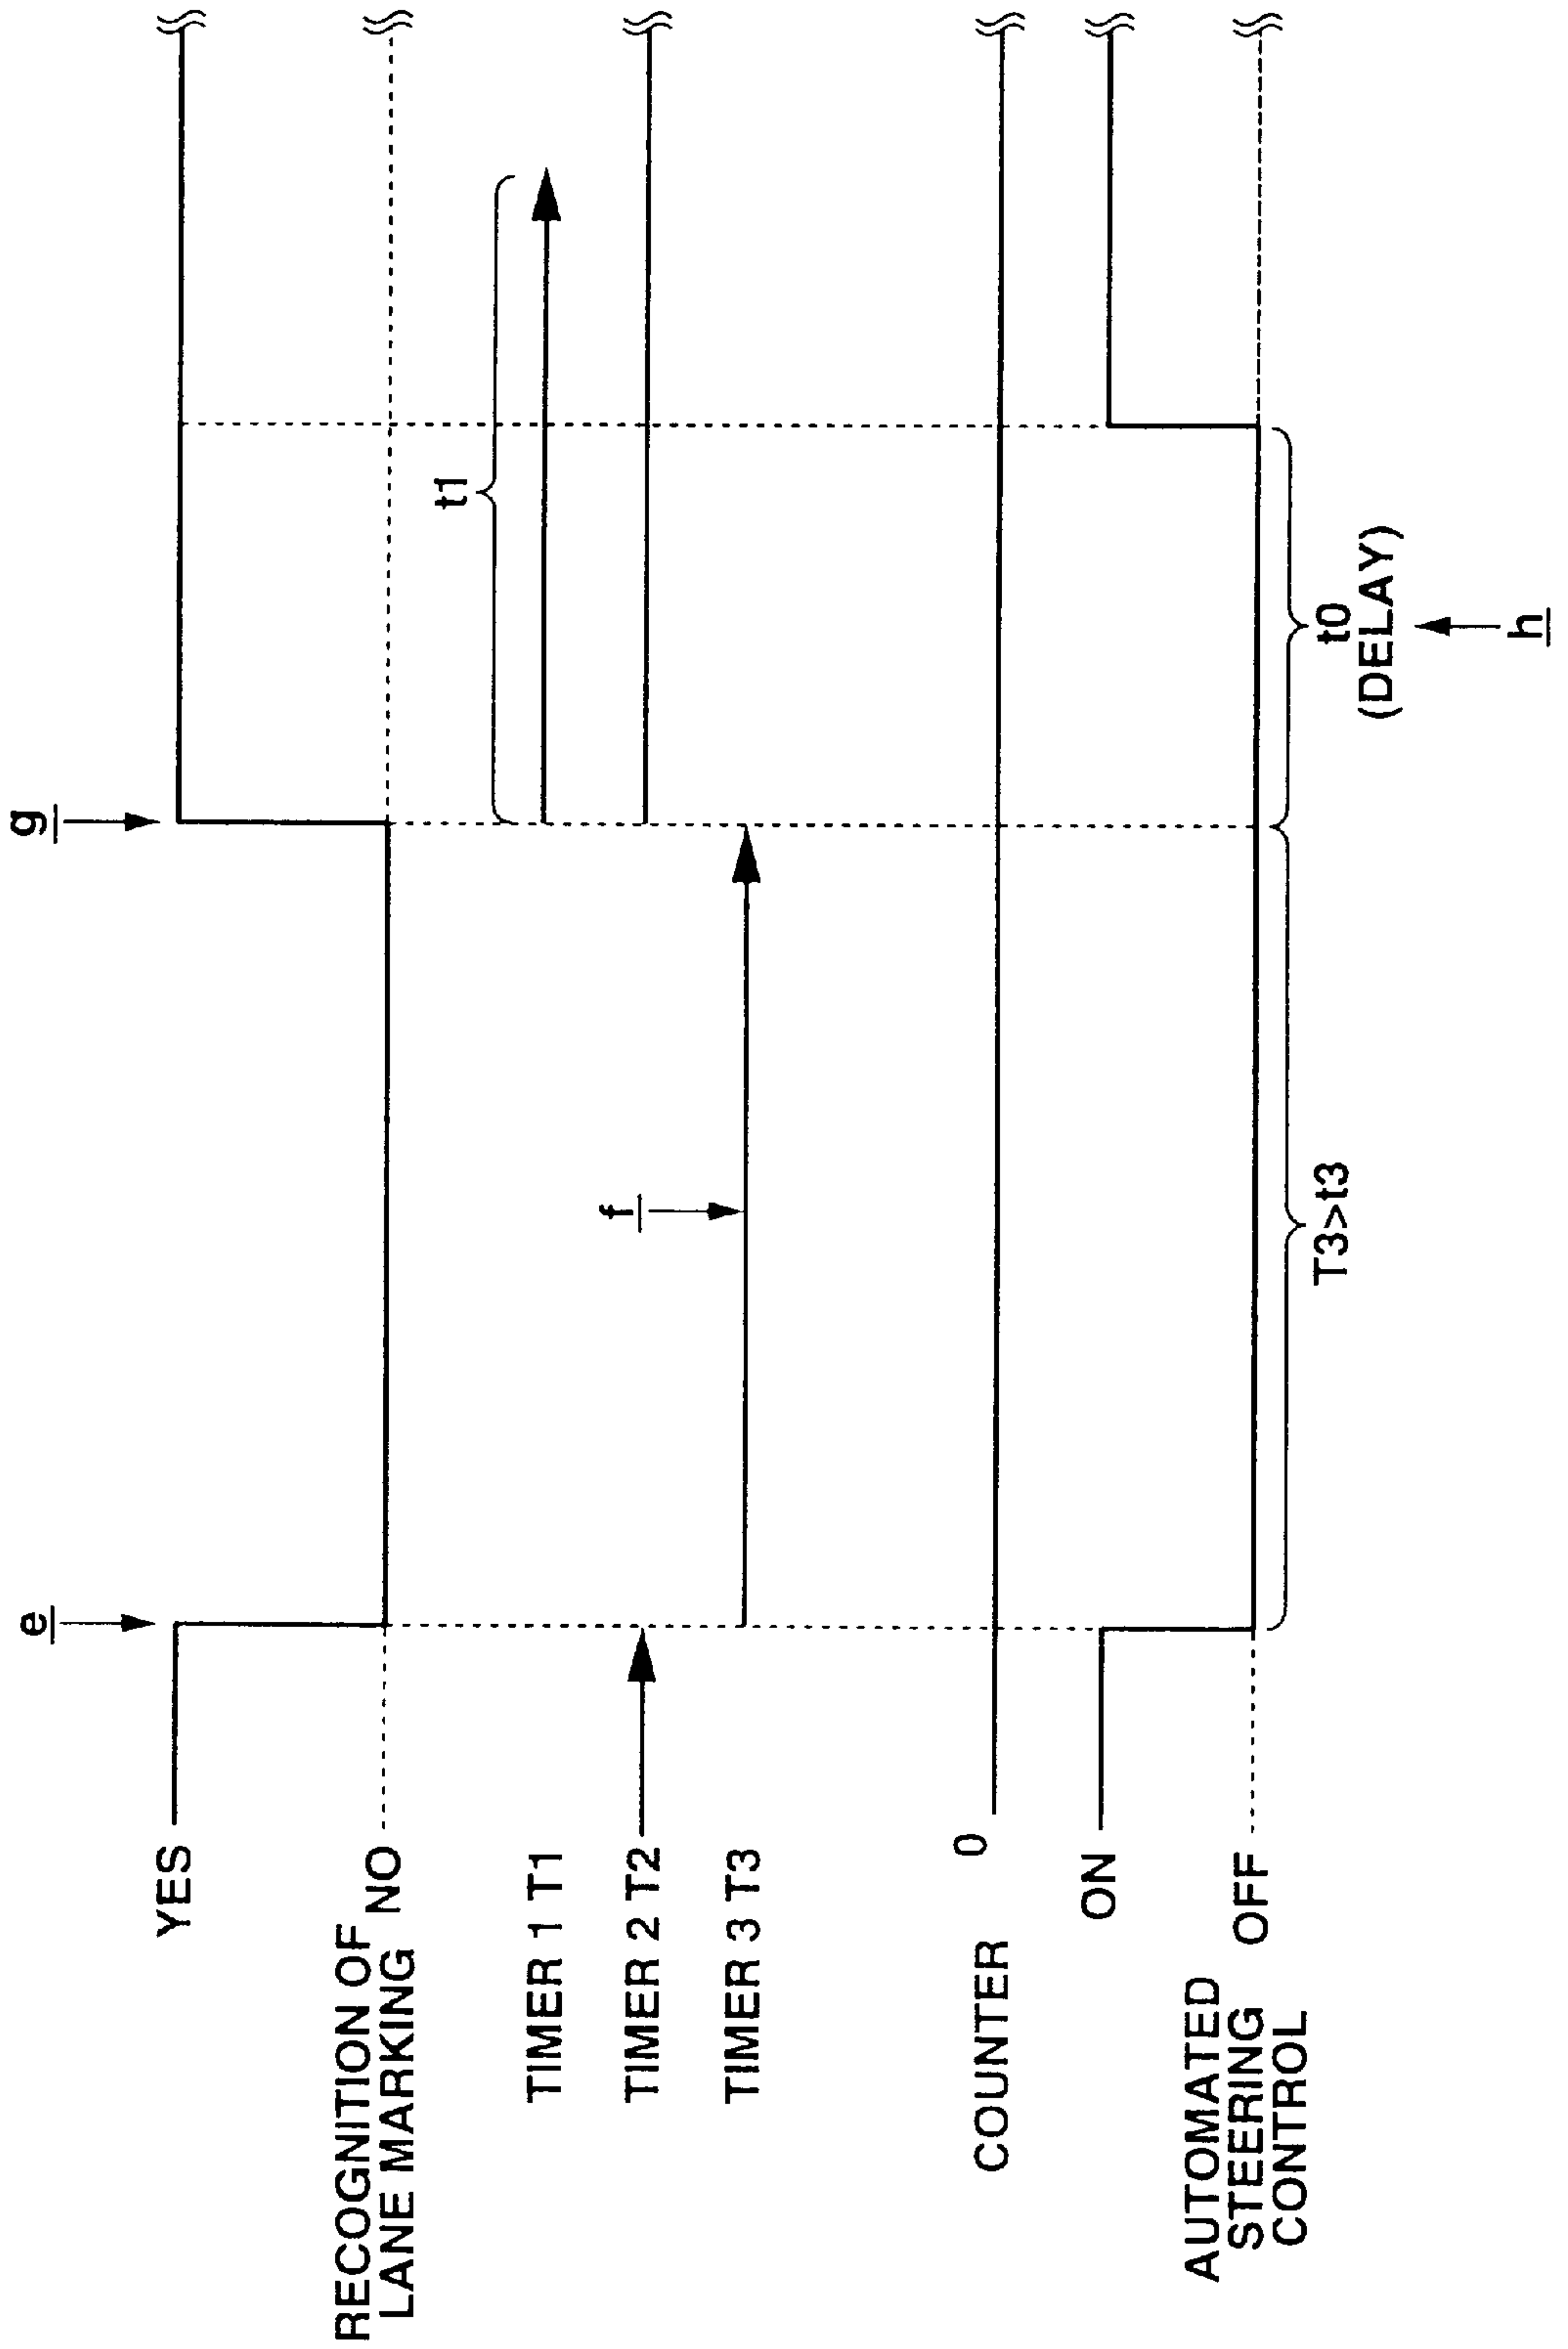 e
g
YES
RECOGNITION OF
LANE MARKING
NO
t1
TIMER 1 T1
TIMER 2 T2
f
TIMER 3 T3
COUNTER
0
ON
AUTOMATED
STEERING
CONTROL
OFF
T3>t3
t0
(DELAY)
h